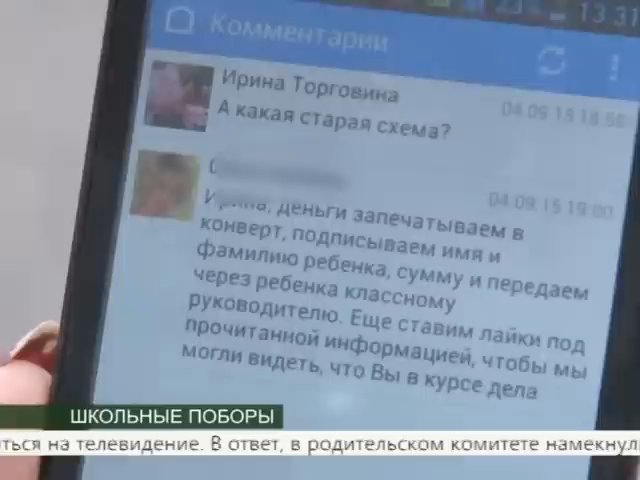 13:31
Комментарии
Ирина Торговина
04.09.15 18:56
А какая старая схема?
04.09.15 19:00
Ирина, деньги запечатываем в
конверт, подписываем имя и
фамилию ребенка, сумму и передаем
через ребенка классному
руководителю. Еще ставим лайки под
прочитанной информацией, чтобы мы
могли видеть, что Вы в курсе дела
ШКОЛЬНЫЕ ПОБОРЫ
ться на телевидение. В ответ, в родительском комитете намекнул